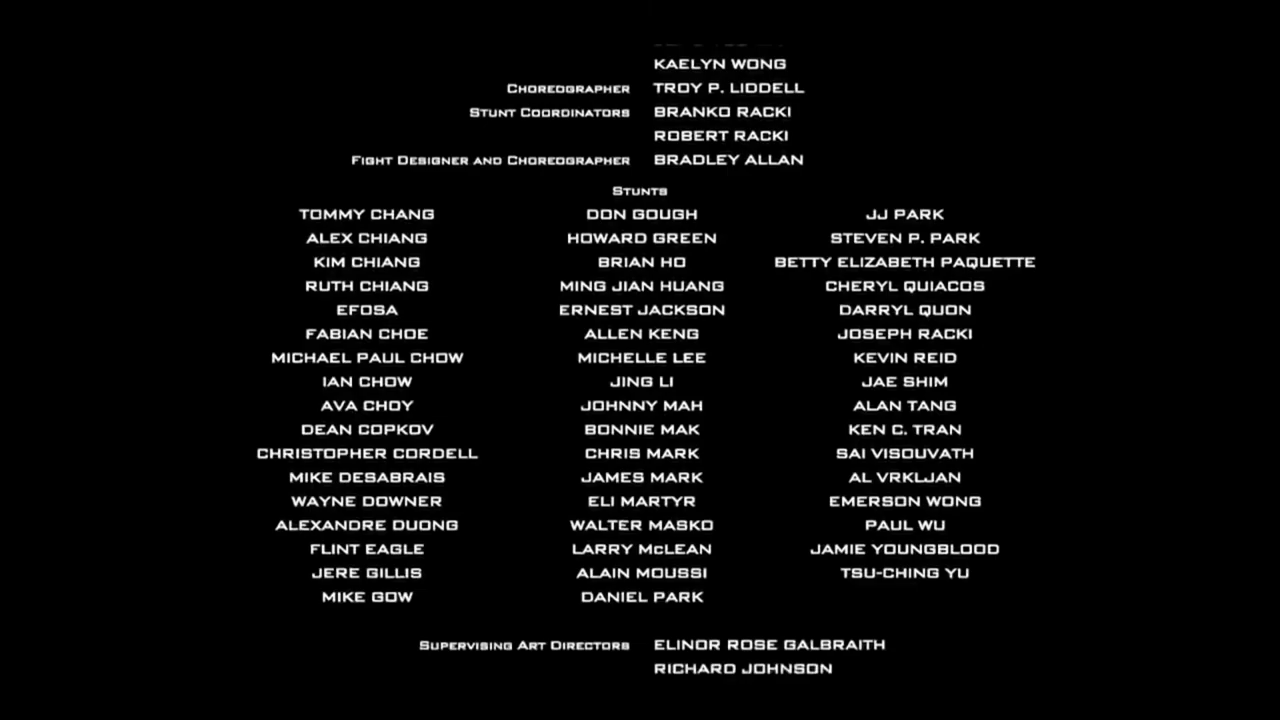 KAELYN WONG
CHOREOGRAPHER TROY P. LIDDELL
STUNT COORDINATORS BRANKO RACKI
ROBERT RACKI
FIGHT DESIGNER AND CHOREOGRAPHER BRADLEY ALLAN
STUNTS
TOMMY CHANG DON GOUGH JJ PARK
ALEX CHIANG HOWARD GREEN STEVEN P. PARK
KIM CHIANG BRIAN HO BETTY ELIZABETH PAQUETTE
RUTH CHIANG MING JIAN HUANG CHERYL QUIACOS
EFOSA ERNEST JACKSON DARRYL QUON
FABIAN CHOE ALLEN KENG JOSEPH RACKI
MICHAEL PAUL CHOW MICHELLE LEE KEVIN REID
IAN CHOW JING LI JAE SHIM
AVA CHOY JOHNNY MAH ALAN TANG
DEAN COPKOV BONNIE MAK KEN C. TRAN
CHRISTOPHER CORDELL CHRIS MARK SAI VISOUVATH
MIKE DESABRAIS JAMES MARK AL VRKLJAN
WAYNE DOWNER ELI MARTYR EMERSON WONG
ALEXANDRE DUONG WALTER MASKO PAUL WU
FLINT EAGLE LARRY McLEAN JAMIE YOUNGBLOOD
JERE GILLIS ALAIN MOUSSI TSU-CHING YU
MIKE GOW DANIEL PARK
SUPERVISING ART DIRECTORS ELINOR ROSE GALBRAITH
RICHARD JOHNSON